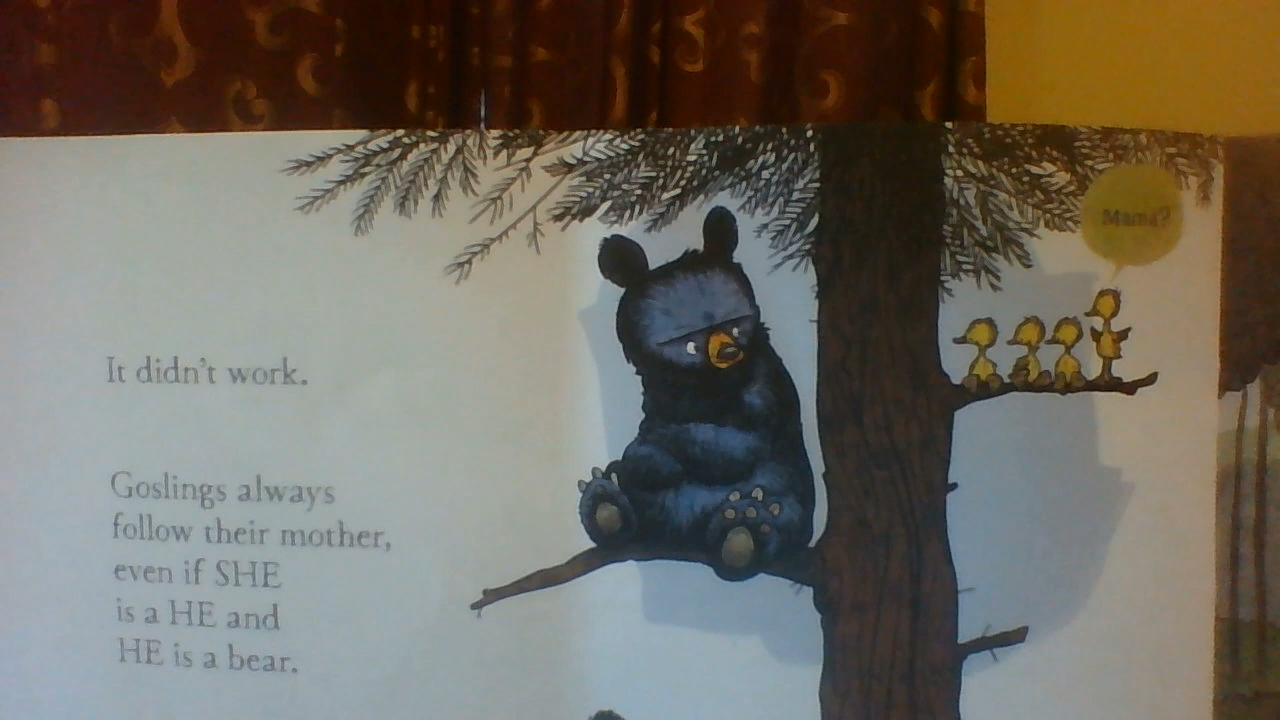 It didn't work.
Goslings always
follow their mother,
even if SHE
is a HE and
HE is a bear.
Mama?